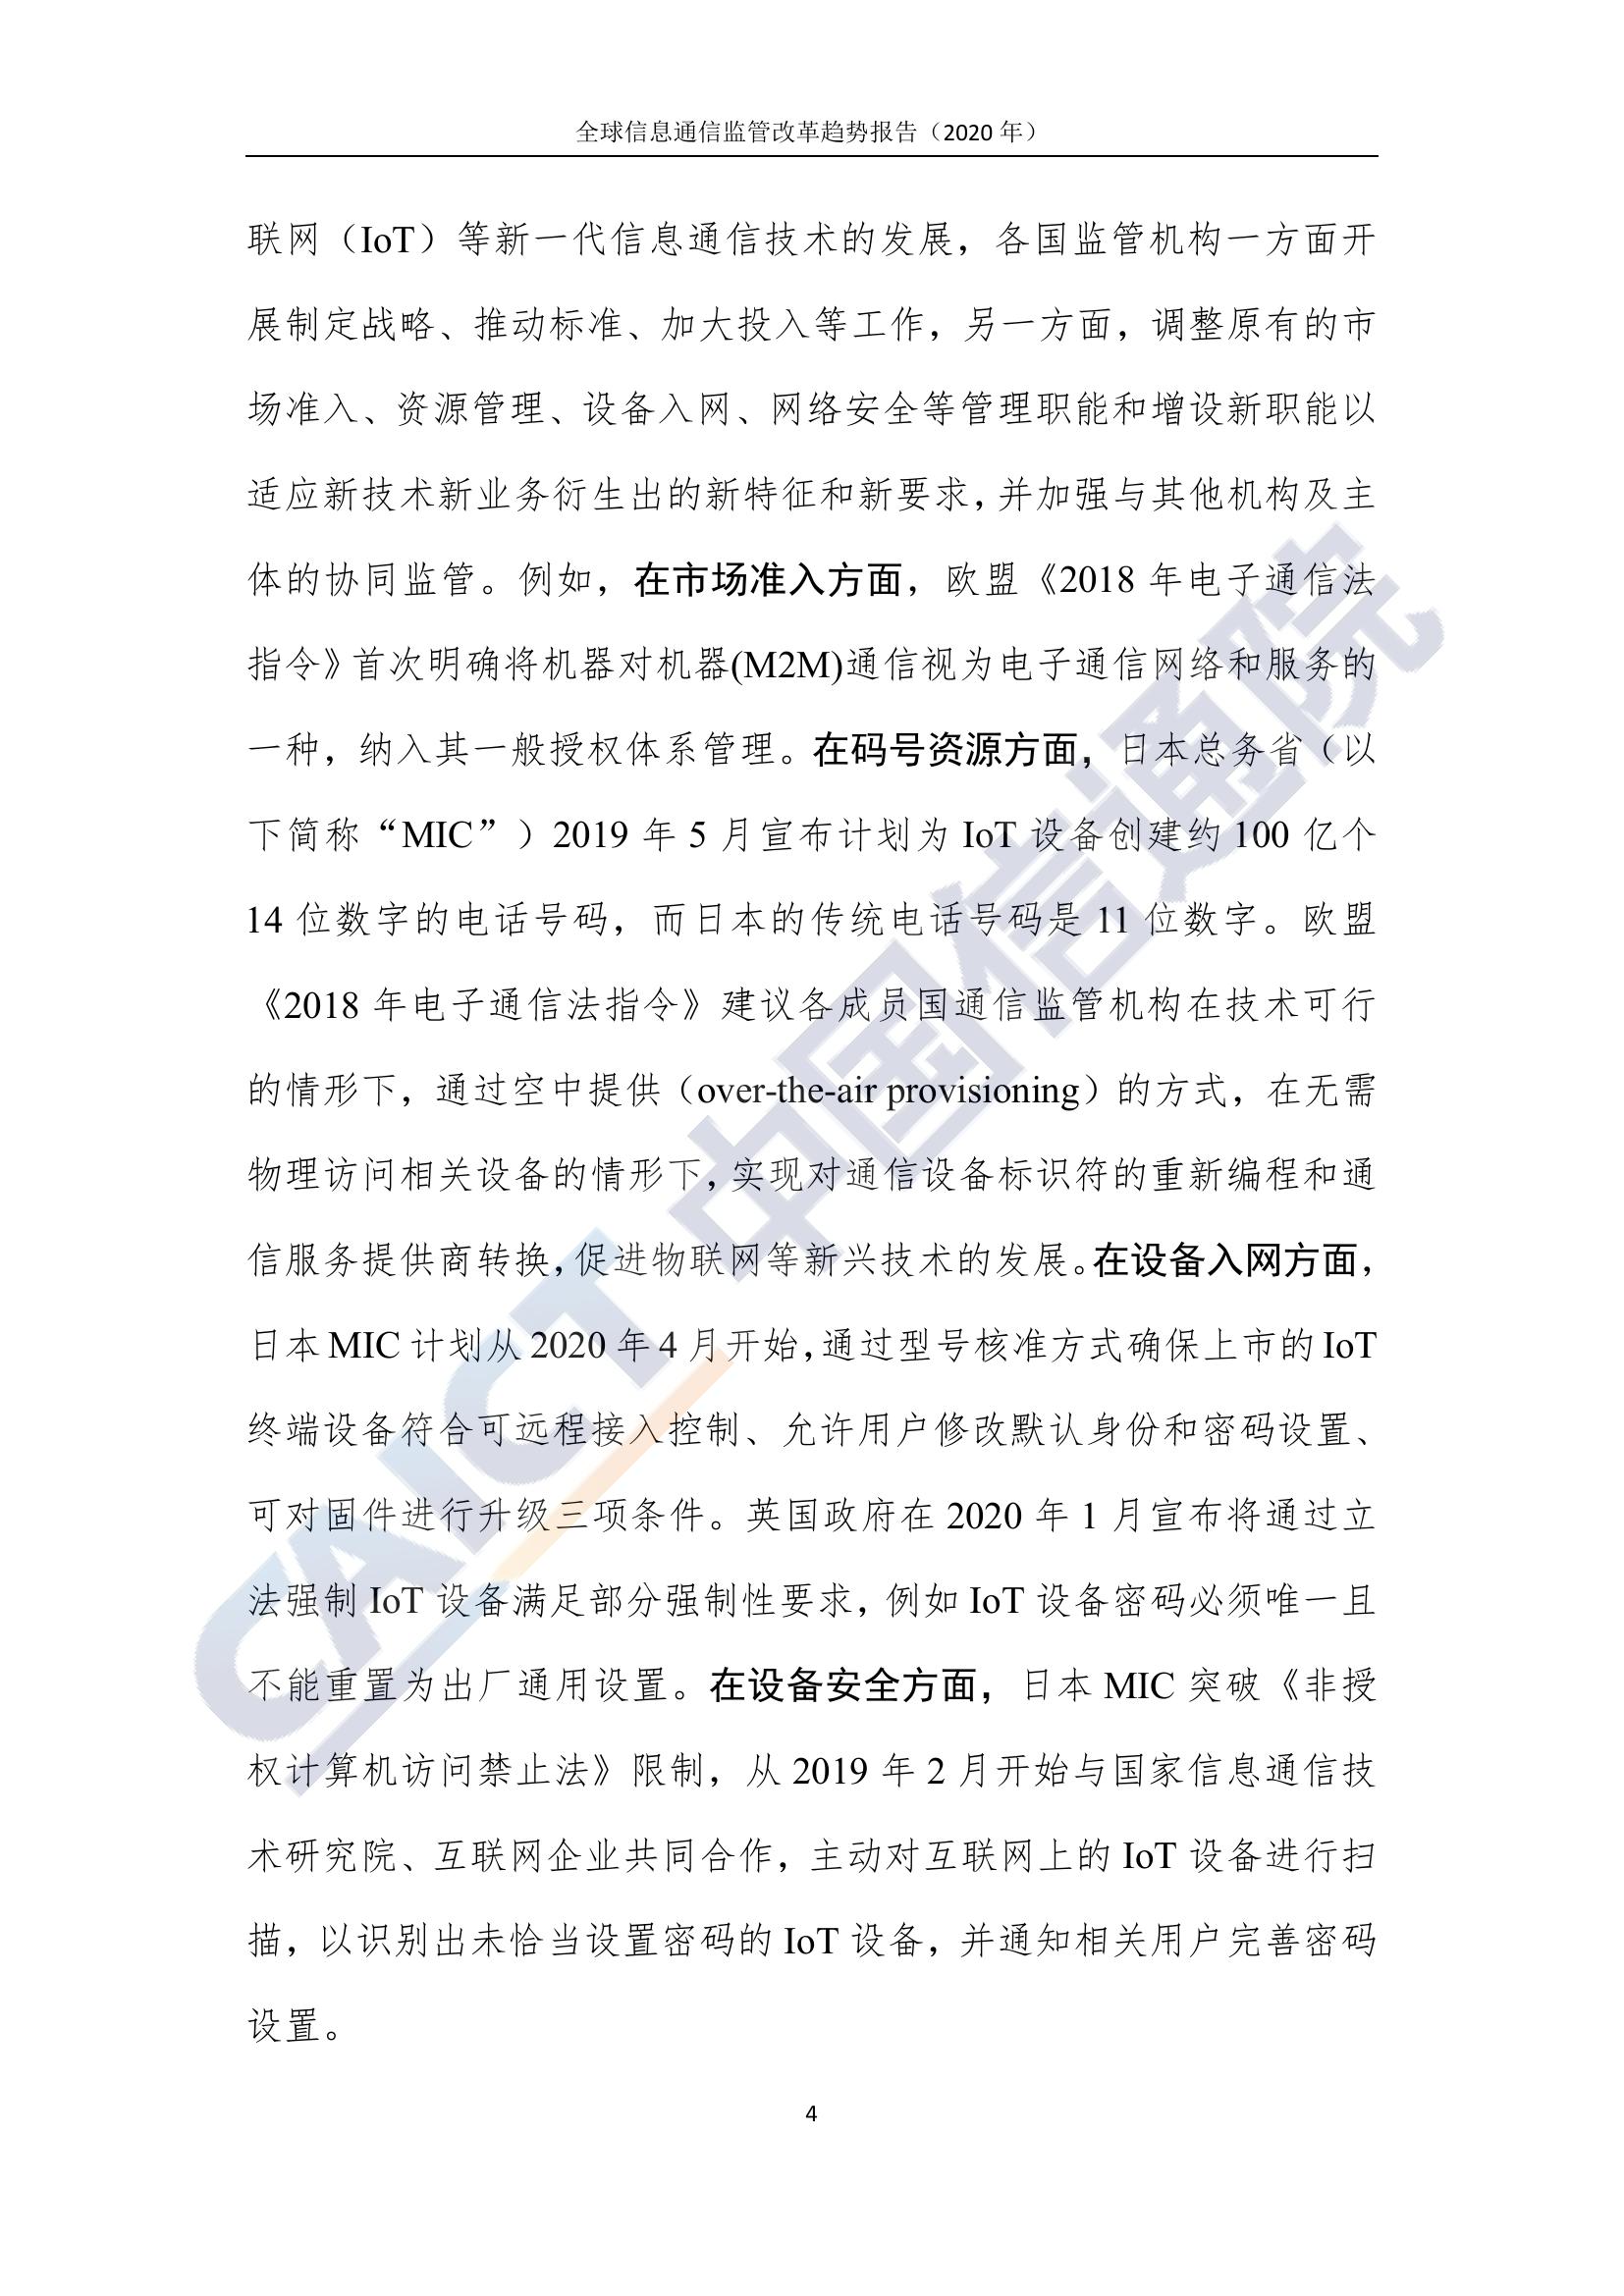 全球信息通信监管改革趋势报告（2020 年）
联网（IoT）等新一代信息通信技术的发展，各国监管机构一方面开
展制定战略、推动标准、加大投入等工作，另一方面，调整原有的市
场准入、资源管理、设备入网、网络安全等管理职能和增设新职能以
适应新技术新业务衍生出的新特征和新要求，并加强与其他机构及主
体的协同监管。例如，在市场准入方面，欧盟《2018 年电子通信法
指令》首次明确将机器对机器(M2M)通信视为电子通信网络和服务的
一种，纳入其一般授权体系管理。在码号资源方面，日本总务省（以
下简称“MIC”）2019 年 5 月宣布计划为 IoT 设备创建约 100 亿个
14 位数字的电话号码，而日本的传统电话号码是 11 位数字。欧盟
《2018 年电子通信法指令》建议各成员国通信监管机构在技术可行
的情形下，通过空中提供（over-the-air provisioning）的方式，在无需
物理访问相关设备的情形下，实现对通信设备标识符的重新编程和通
信服务提供商转换，促进物联网等新兴技术的发展。在设备入网方面，
日本 MIC 计划从 2020 年 4 月开始，通过型号核准方式确保上市的 IoT
终端设备符合可远程接入控制、允许用户修改默认身份和密码设置、
可对固件进行升级三项条件。英国政府在 2020 年 1 月宣布将通过立
法强制 IoT 设备满足部分强制性要求，例如 IoT 设备密码必须唯一且
不能重置为出厂通用设置。在设备安全方面，日本 MIC 突破《非授
权计算机访问禁止法》限制，从 2019 年 2 月开始与国家信息通信技
术研究院、互联网企业共同合作，主动对互联网上的 IoT 设备进行扫
描，以识别出未恰当设置密码的 IoT 设备，并通知相关用户完善密码
设置。
CAICT 中国信通院
4